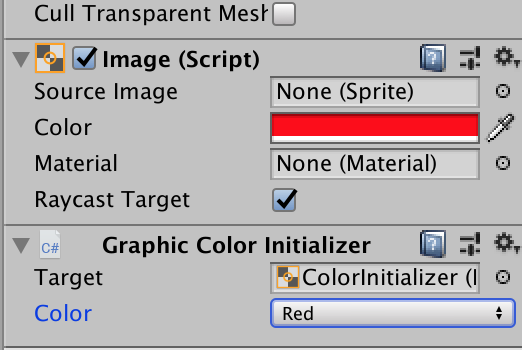 Cull Transparent Mesh
Image (Script)
Source Image None (Sprite)
Color
Material None (Material)
Raycast Target
C# Graphic Color Initializer
Target ColorInitializer (I
Color Red